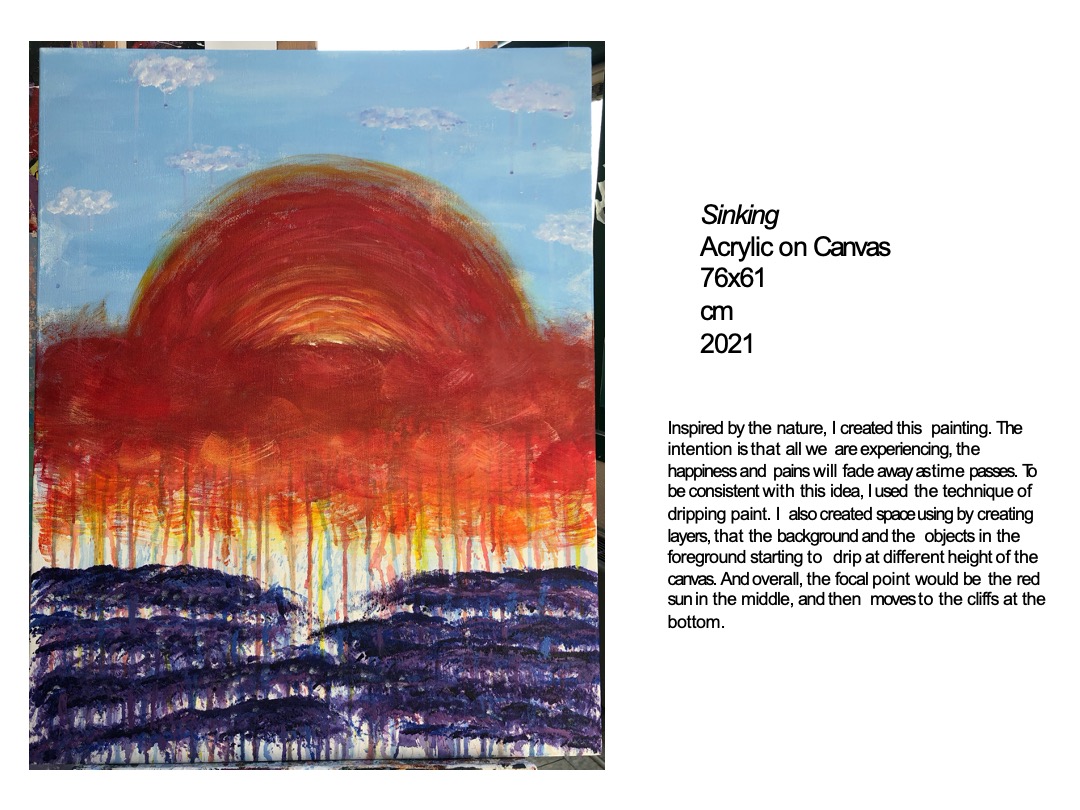 Sinking
Acrylic on Canvas
76x61
cm
2021
Inspired by the nature, I created this painting. The
intention is that all we are experiencing, the
happiness and pains will fade away as time passes. To
be consistent with this idea, I used the technique of
dripping paint. I also created space using by creating
layers, that the background and the objects in the
foreground starting to drip at different height of the
canvas. And overall, the focal point would be the red
sun in the middle, and then moves to the cliffs at the
bottom.